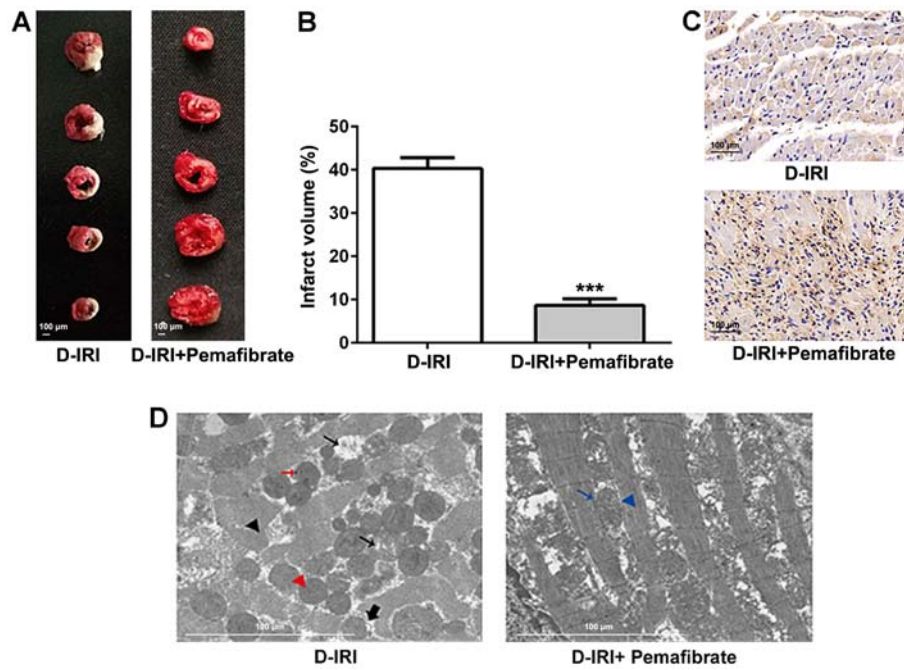 A
100 µm
D-IRI
100 µm
D-IRI+Pemafibrate
B
Infarct volume (%)
50
40
30
20
10
0
***
D-IRI
D-IRI+Pemafibrate
C
100 µm
D-IRI
100 µm
D-IRI+Pemafibrate
D
100 µm
D-IRI
100 µm
D-IRI+ Pemafibrate